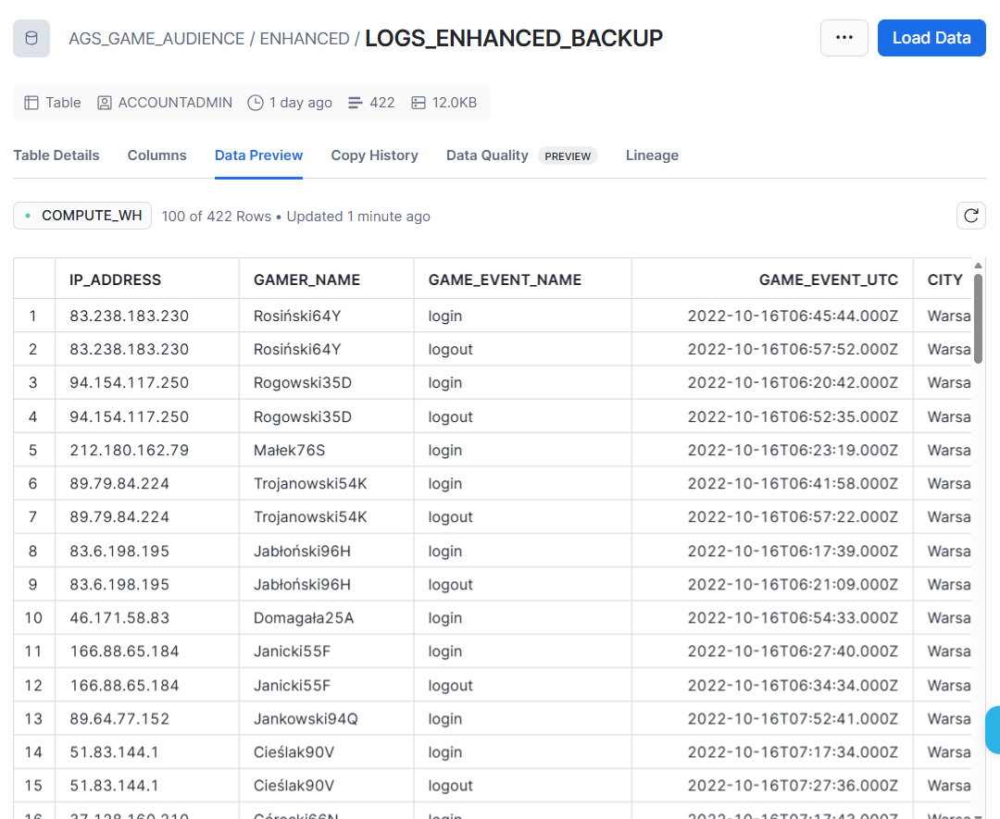 AGS_GAME_AUDIENCE / ENHANCED / LOGS_ENHANCED_BACKUP
Load Data
Table ACCOUNTADMIN 1 day ago 422 12.0KB
Table Details Columns Data Preview Copy History Data Quality PREVIEW Lineage
COMPUTE_WH 100 of 422 Rows • Updated 1 minute ago
IP_ADDRESS GAMER_NAME GAME_EVENT_NAME GAME_EVENT_UTC CITY
1 83.238.183.230 Rosiński64Y login 2022-10-16T06:45:44.000Z Warsa
2 83.238.183.230 Rosiński64Y logout 2022-10-16T06:57:52.000Z Warsa
3 94.154.117.250 Rogowski35D login 2022-10-16T06:20:42.000Z Warsa
4 94.154.117.250 Rogowski35D logout 2022-10-16T06:52:35.000Z Warsa
5 212.180.162.79 Małek76S login 2022-10-16T06:23:19.000Z Warsa
6 89.79.84.224 Trojanowski54K login 2022-10-16T06:41:58.000Z Warsa
7 89.79.84.224 Trojanowski54K logout 2022-10-16T06:57:22.000Z Warsa
8 83.6.198.195 Jabłoński96H login 2022-10-16T06:17:39.000Z Warsa
9 83.6.198.195 Jabłoński96H logout 2022-10-16T06:21:09.000Z Warsa
10 46.171.58.83 Domagała25A login 2022-10-16T06:54:33.000Z Warsa
11 166.88.65.184 Janicki55F login 2022-10-16T06:27:40.000Z Warsa
12 166.88.65.184 Janicki55F logout 2022-10-16T06:34:34.000Z Warsa
13 89.64.77.152 Jankowski94Q login 2022-10-16T07:52:41.000Z Warsa
14 51.83.144.1 Cieślak90V login 2022-10-16T07:17:34.000Z Warsa
15 51.83.144.1 Cieślak90V logout 2022-10-16T07:27:36.000Z Warsa